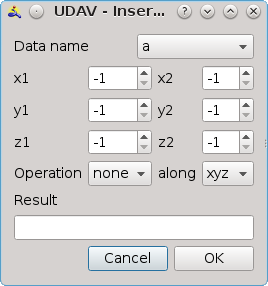 UDAV - Inser...
Data name a
x1 -1 x2 -1
y1 -1 y2 -1
z1 -1 z2 -1
Operation none along xyz
Result
Cancel OK